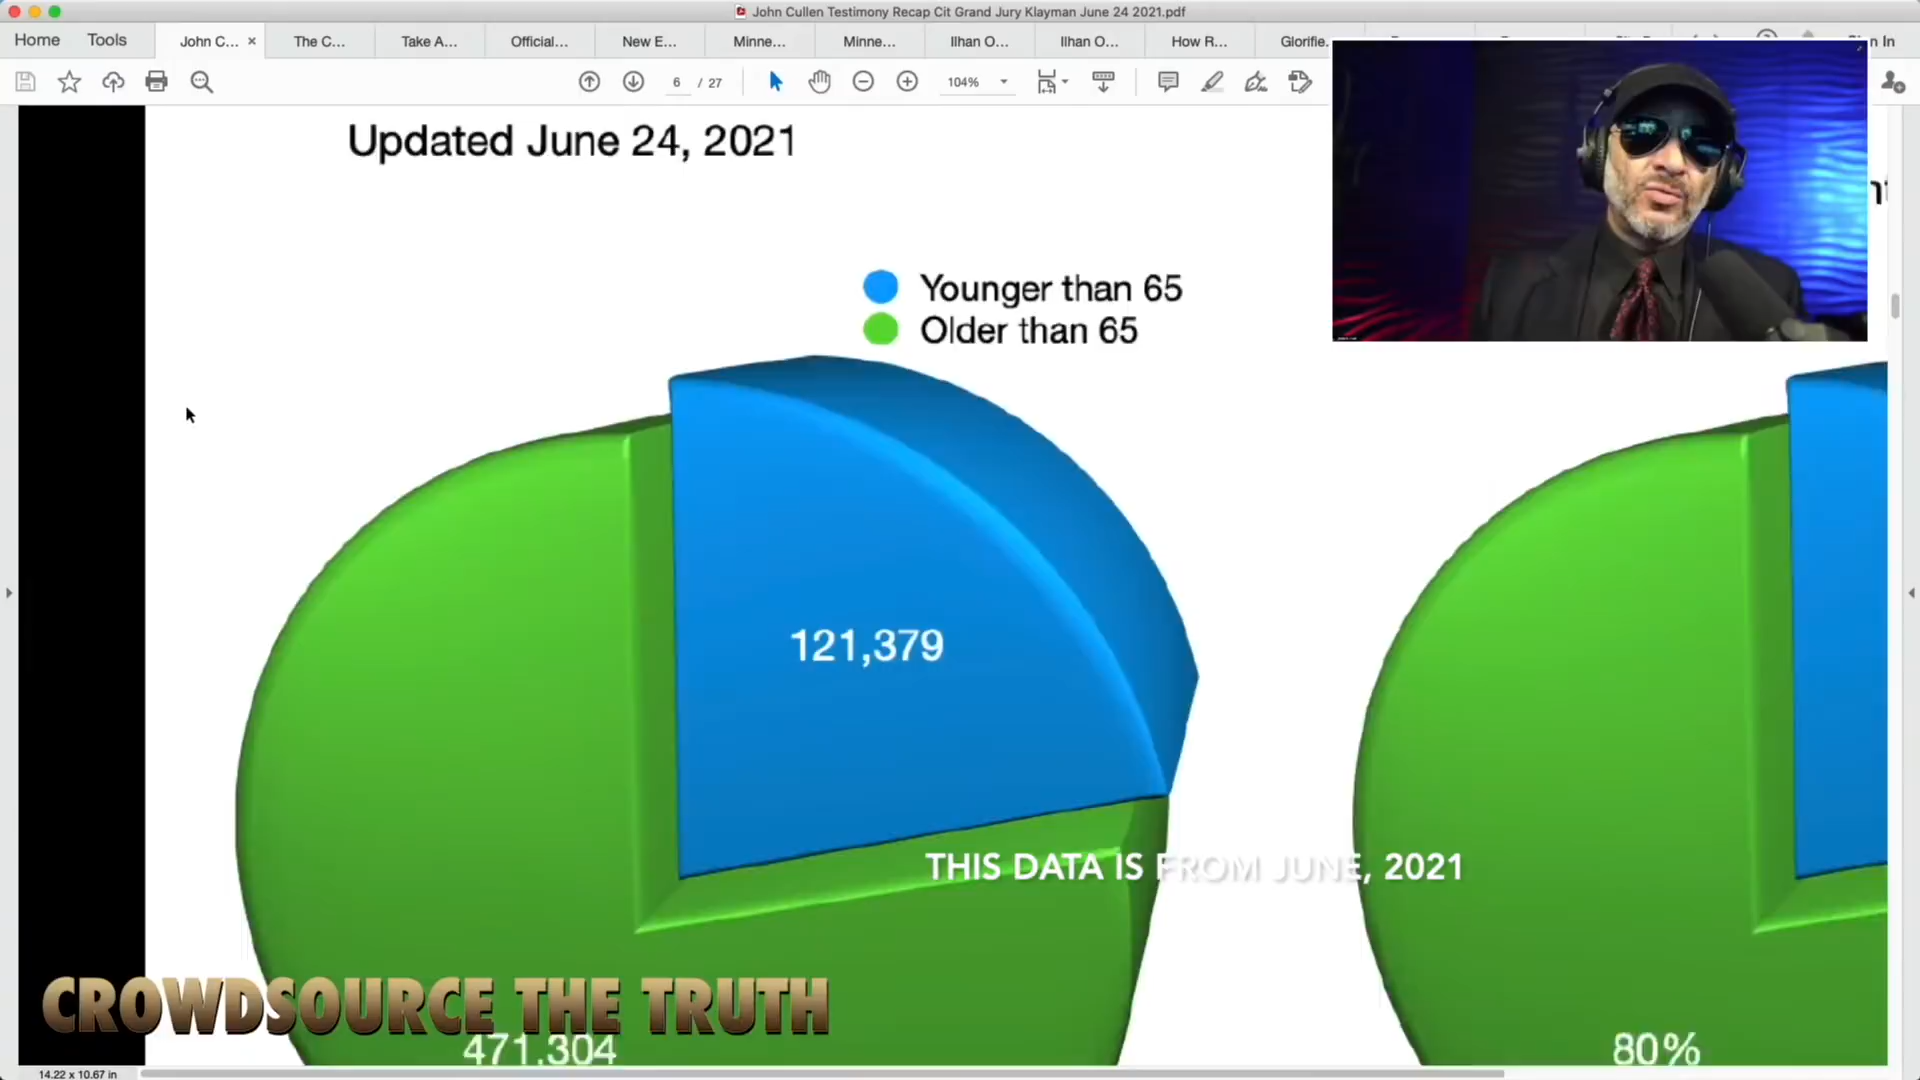 John Cullen Testimony Recap Cit Grand Jury Klayman June 24 2021.pdf
Home Tools John C... × The C... Take A... Official... New E... Minne... Minne... Ilhan O... Ilhan O... How R... Glorifie.. In
6 / 27 104%
Updated June 24, 2021
Younger than 65
Older than 65
121,379
THIS DATA IS FROM JUNE, 2021
CROWDSOURCE THE TRUTH
471,304 80%
14.22 x 10.67 in